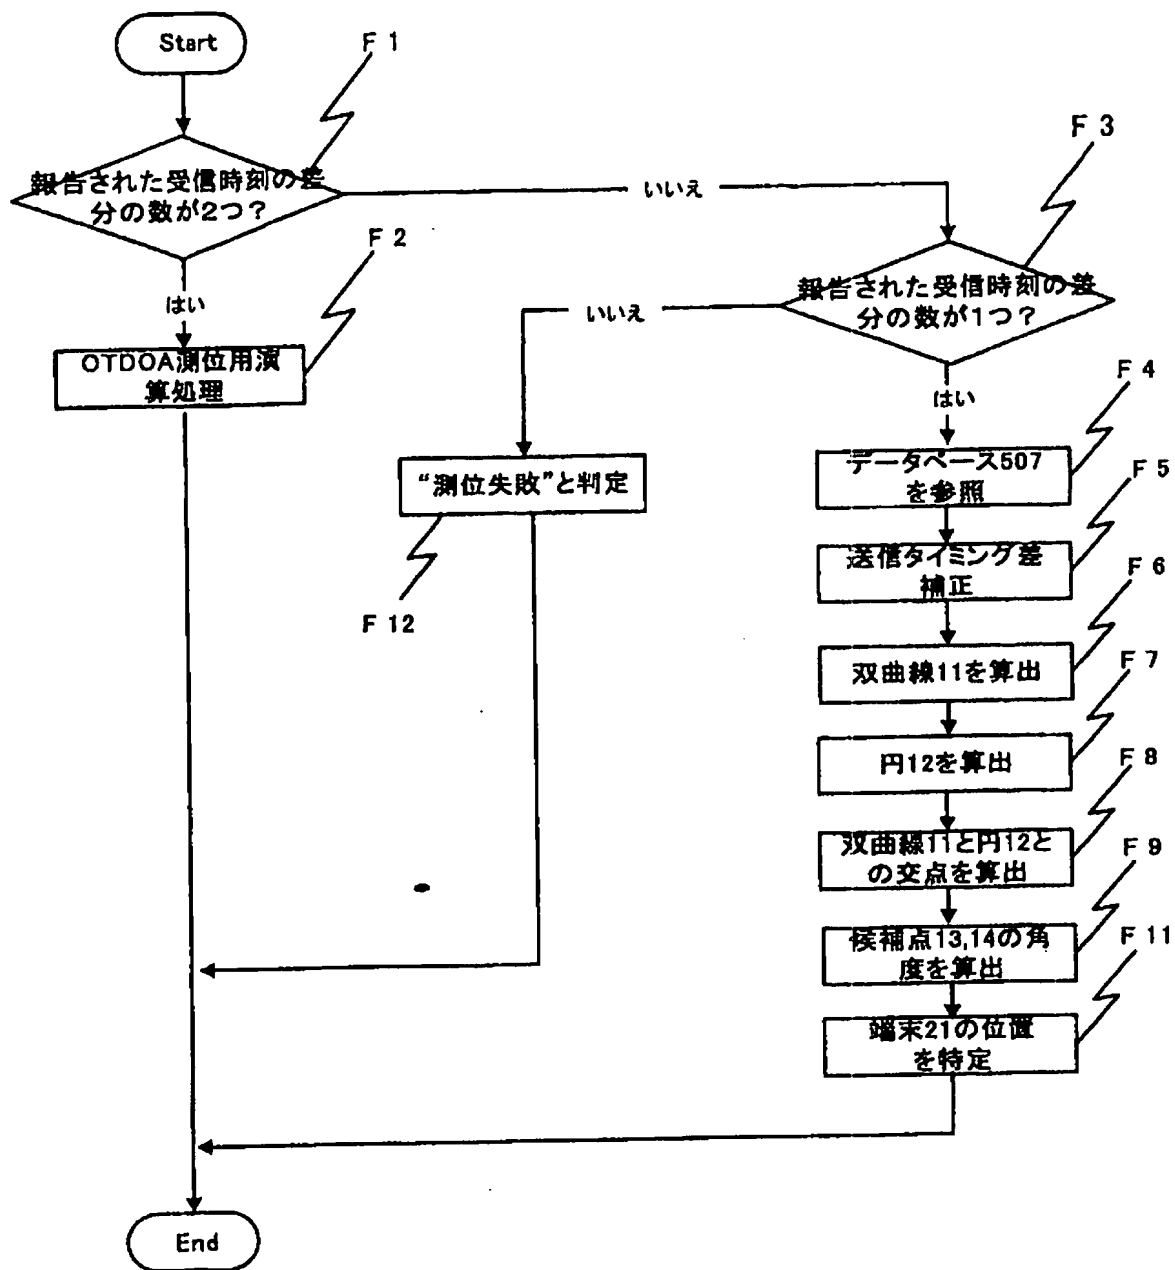 Start
F 1
報告された受信時刻の差
分の数が2つ?
いいえ
F 3
はい
F 2
報告された受信時刻の差
分の数が1つ?
いいえ
OTDOA測位用演
算処理
はい
F 4
データベース507
を参照
“測位失敗”と判定
F 12
F 5
送信タイミング差
補正
F 6
双曲線11を算出
F 7
円12を算出
F 8
双曲線11と円12と
の交点を算出
F 9
候補点13,14の角
度を算出
F 11
端末21の位置
を特定
End